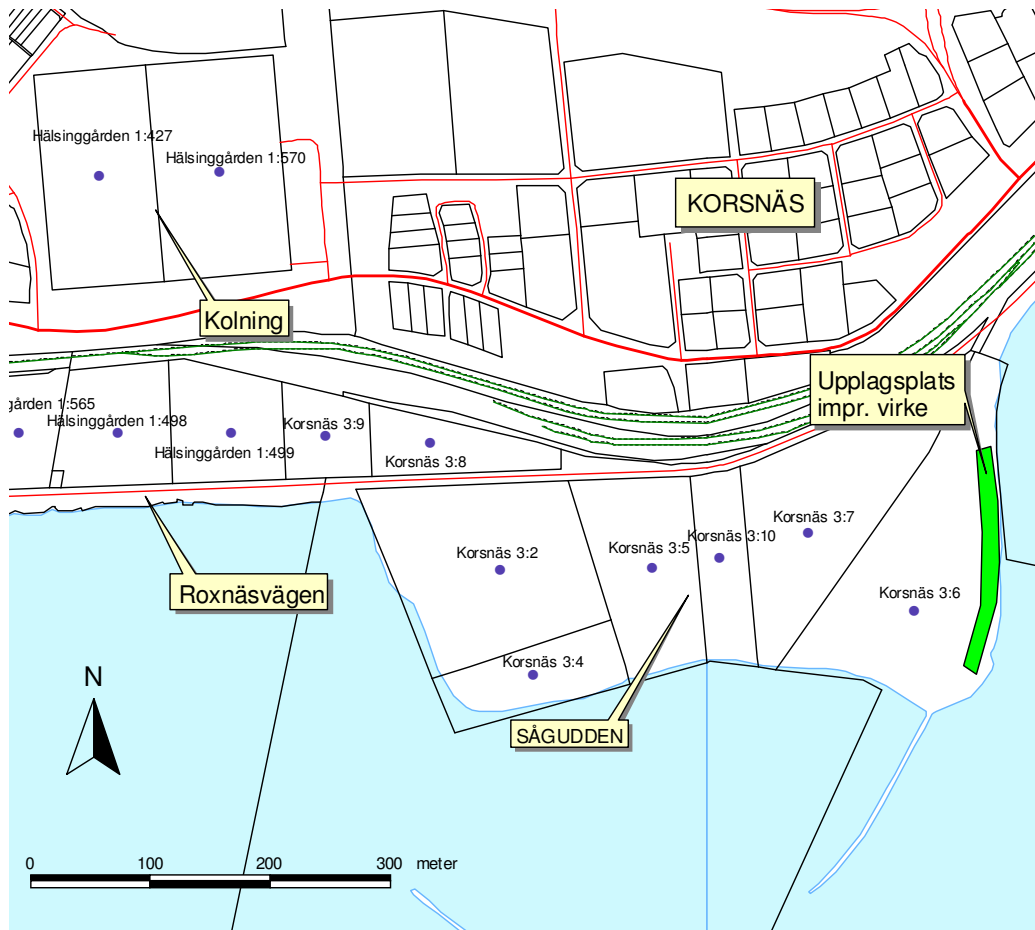 Hälsinggården 1:427
Hälsinggården 1:570
KORSNÄS
Kolning
Upplagsplats
impr. virke
gården 1:565
Hälsinggården 1:498
Hälsinggården 1:499
Korsnäs 3:9
Korsnäs 3:8
Korsnäs 3:7
Korsnäs 3:10
Korsnäs 3:2
Korsnäs 3:5
Roxnäsvägen
Korsnäs 3:6
Korsnäs 3:4
N
SÅGUDDEN
0 100 200 300 meter